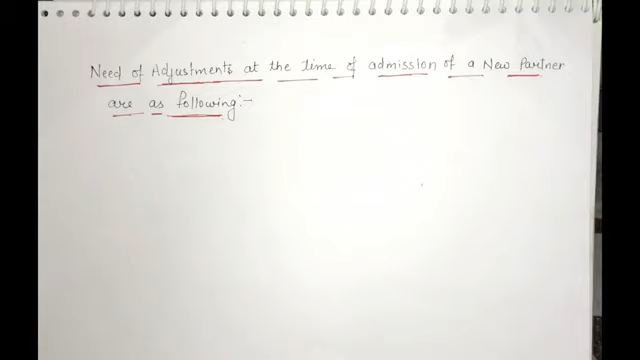 Need of Adjustments at the time of admission of a New Partner
are as following:-